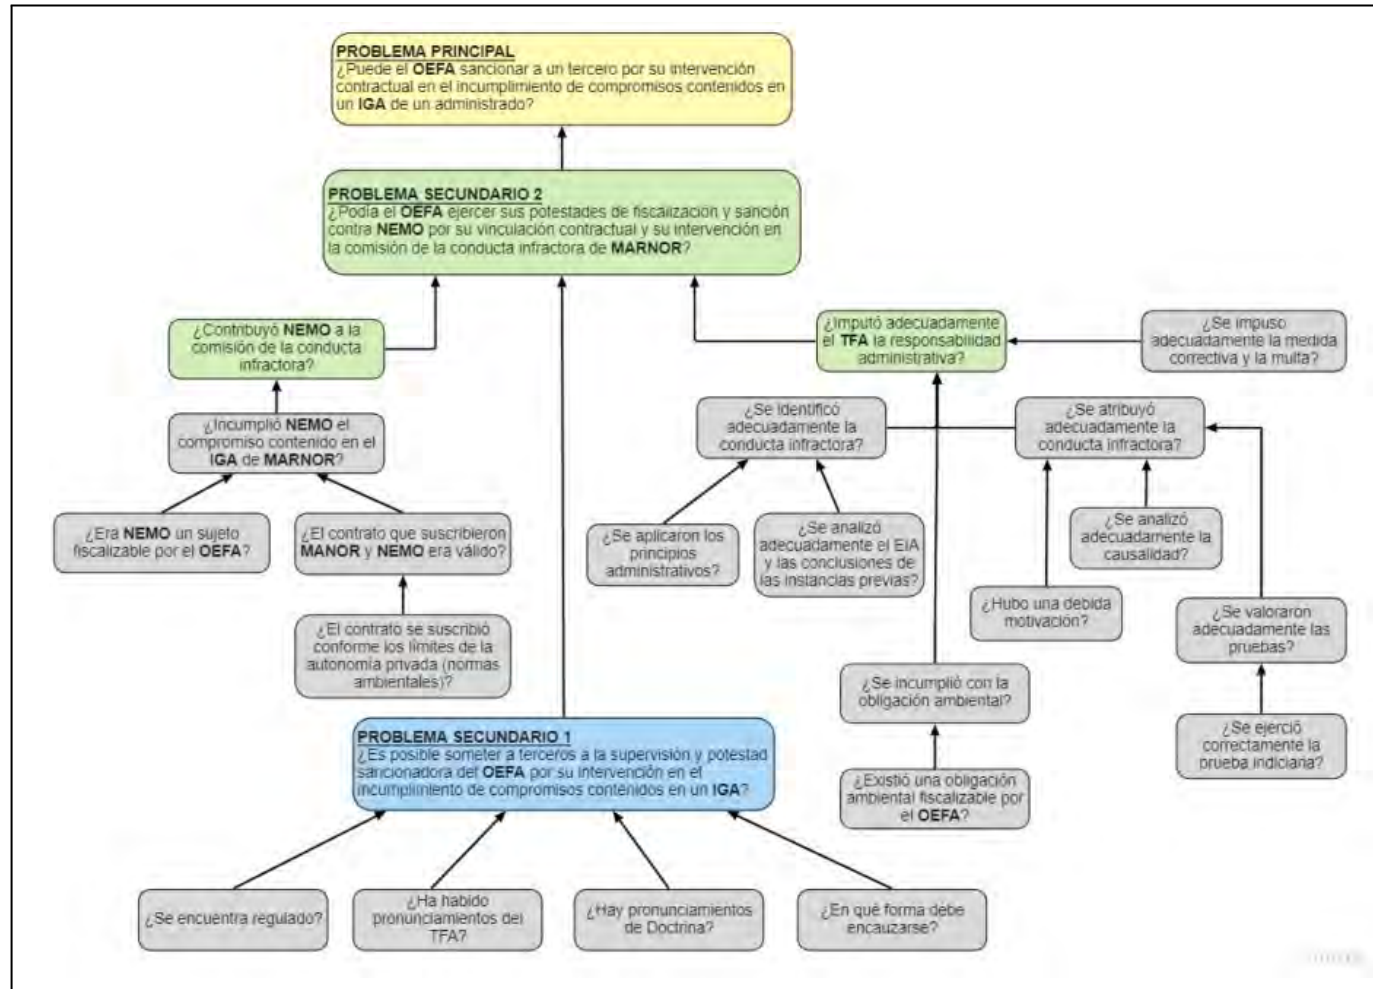 PROBLEMA PRINCIPAL
¿Puede el OEFA sancionar a un tercero por su intervención
contractual en el incumplimiento de compromisos contenidos en
un IGA de un administrado?
PROBLEMA SECUNDARIO 2
¿Podía el OEFA ejercer sus potestades de fiscalización y sanción
contra NEMO por su vinculación contractual y su intervención en
la comisión de la conducta infractora de MARNOR?
¿Contribuyó NEMO a la
comisión de la conducta
infractora?
¿Imputó adecuadamente
el TFA la responsabilidad
administrativa?
¿Se impuso
adecuadamente la medida
correctiva y la multa?
¿Incumplió NEMO el
compromiso contenido en el
IGA de MARNOR?
¿Se identificó
adecuadamente la
conducta infractora?
¿Se atribuyó
adecuadamente la
conducta infractora?
¿Era NEMO un sujeto
fiscalizable por el OEFA?
¿El contrato que suscribieron
MANOR y NEMO era válido?
¿Se aplicaron los
principios
administrativos?
¿Se analizó
adecuadamente el EIA
y las conclusiones de
las instancias previas?
¿Se analizó
adecuadamente la
causalidad?
¿Hubo una debida
motivación?
¿Se valoraron
adecuadamente las
pruebas?
¿El contrato se suscribió
conforme los límites de la
autonomía privada (normas
ambientales)?
¿Se incumplió con la
obligación ambiental?
¿Se ejerció
correctamente la
prueba indiciaria?
PROBLEMA SECUNDARIO 1
¿Es posible someter a terceros a la supervisión y potestad
sancionadora del OEFA por su intervención en el
incumplimiento de compromisos contenidos en un IGA?
¿Existió una obligación
ambiental fiscalizable por
el OEFA?
¿Se encuentra regulado?
¿Ha habido
pronunciamientos del
TFA?
¿Hay pronunciamientos
de Doctrina?
¿En qué forma debe
encauzarse?